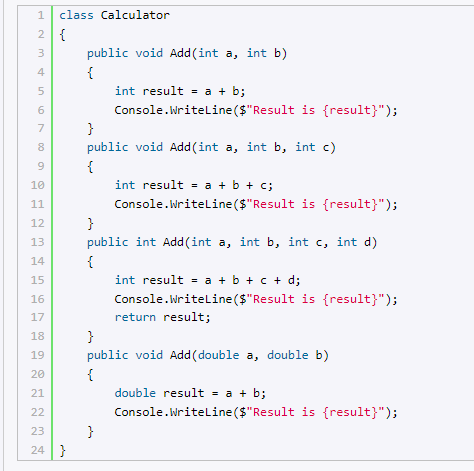 1 class Calculator
2 {
3     public void Add(int a, int b)
4     {
5         int result = a + b;
6         Console.WriteLine($"Result is {result}");
7     }
8     public void Add(int a, int b, int c)
9     {
10         int result = a + b + c;
11         Console.WriteLine($"Result is {result}");
12     }
13     public int Add(int a, int b, int c, int d)
14     {
15         int result = a + b + c + d;
16         Console.WriteLine($"Result is {result}");
17         return result;
18     }
19     public void Add(double a, double b)
20     {
21         double result = a + b;
22         Console.WriteLine($"Result is {result}");
23     }
24 }